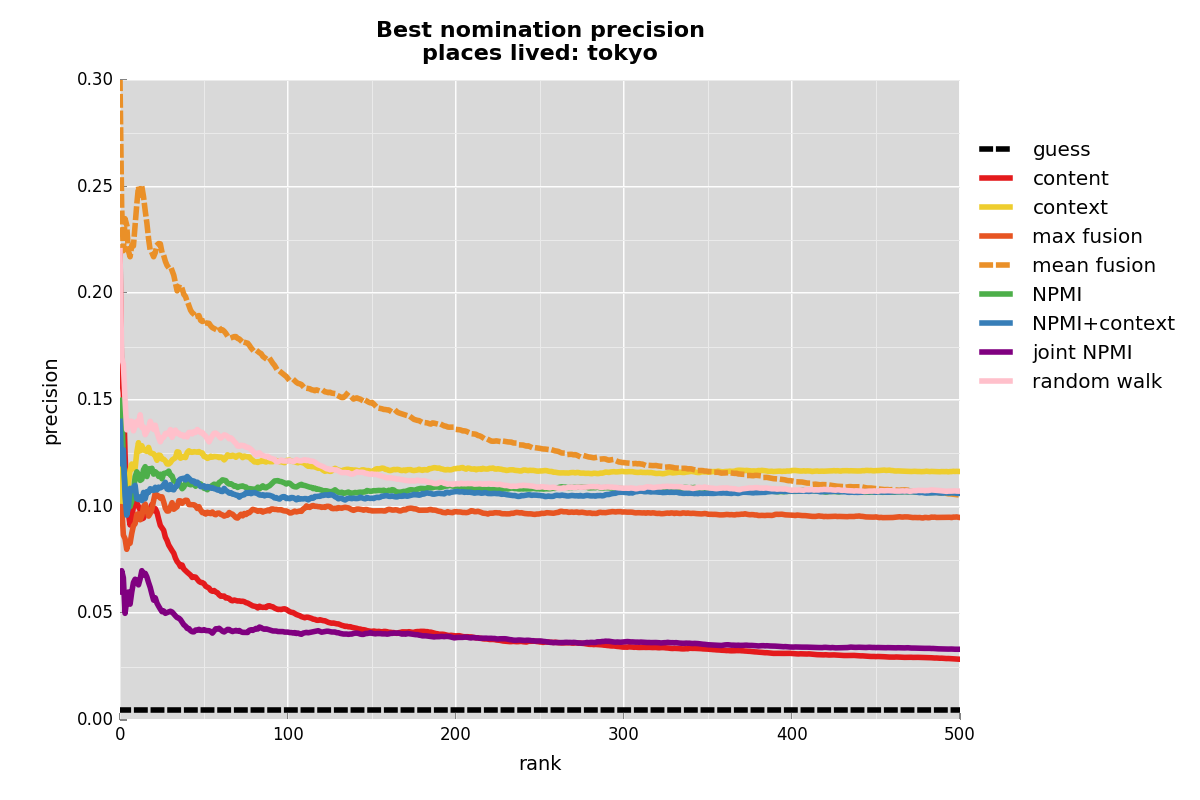 Best nomination precision
places lived: tokyo
0.30
0.25
0.20
0.15
0.10
0.05
0.00
precision
0
100
200
300
400
500
rank
guess
content
context
max fusion
mean fusion
NPMI
NPMI+context
joint NPMI
random walk